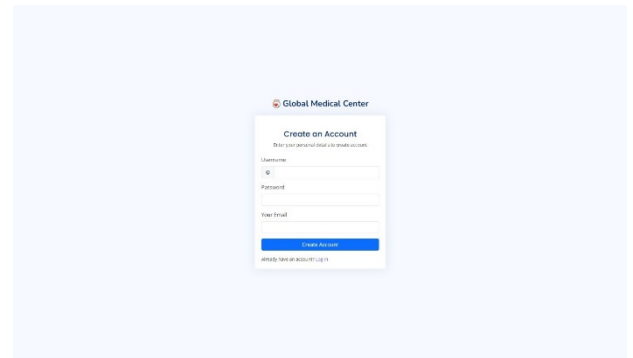 Global Medical Center
Create an Account
Enter your personal details to create account
Username
@
Password
Your Email
Create Account
Already have an account? Log in